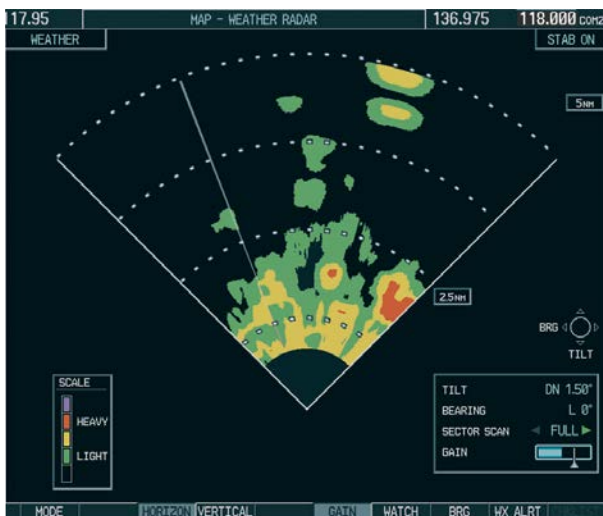 117.95 MAP – WEATHER RADAR 136.975 118.000 COM2
WEATHER STAB ON
5NM
2.5NM
BRG
TILT
SCALE
HEAVY
LIGHT
TILT DN 1.50°
BEARING L 0°
SECTOR SCAN FULL
GAIN
MODE HORIZON VERTICAL GAIN WATCH BRG WX ALRT